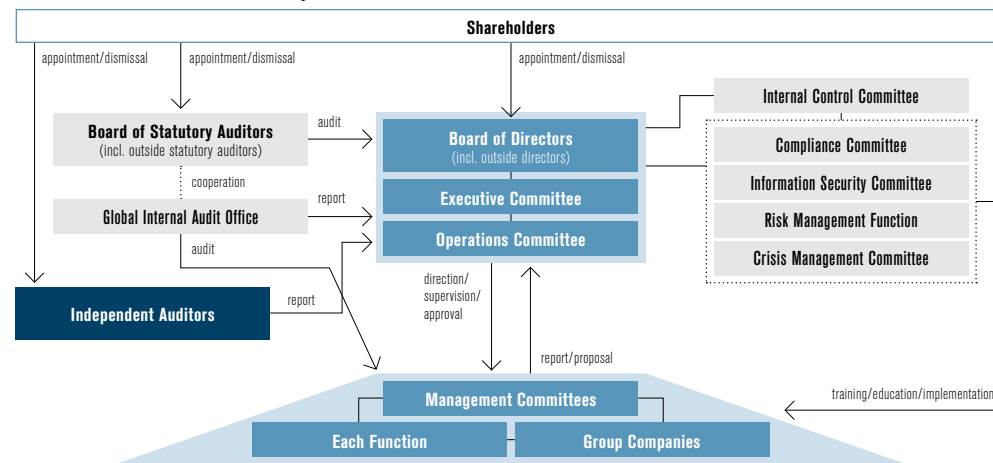 Shareholders
appointment/dismissal
appointment/dismissal
appointment/dismissal
Internal Control Committee
Board of Statutory Auditors
(incl. outside statutory auditors)
audit
Board of Directors
(incl. outside directors)
Compliance Committee
cooperation
Information Security Committee
Global Internal Audit Office
report
Executive Committee
Risk Management Function
audit
Operations Committee
Crisis Management Committee
direction/
supervision/
approval
Independent Auditors
report
report/proposal
Management Committees
training/education/implementation
Each Function
Group Companies